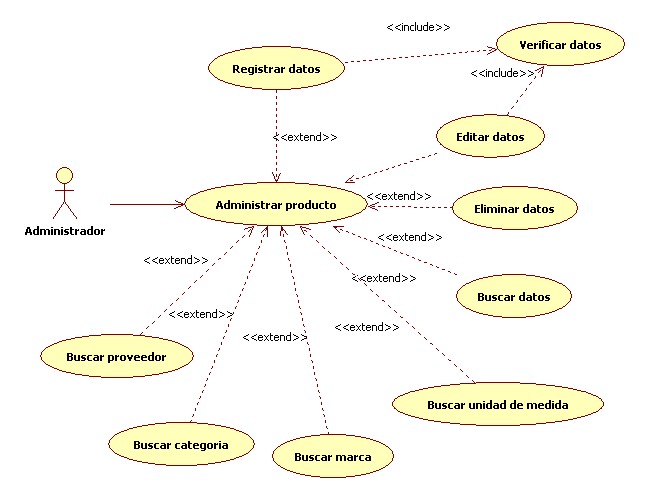 <<include>>
Verificar datos
Registrar datos
<<include>>
<<extend>>
Editar datos
Administrar producto
<<extend>>
Eliminar datos
Administrador
<<extend>>
<<extend>>
<<extend>>
Buscar datos
<<extend>>
<<extend>>
<<extend>>
Buscar proveedor
Buscar unidad de medida
Buscar categoria
Buscar marca